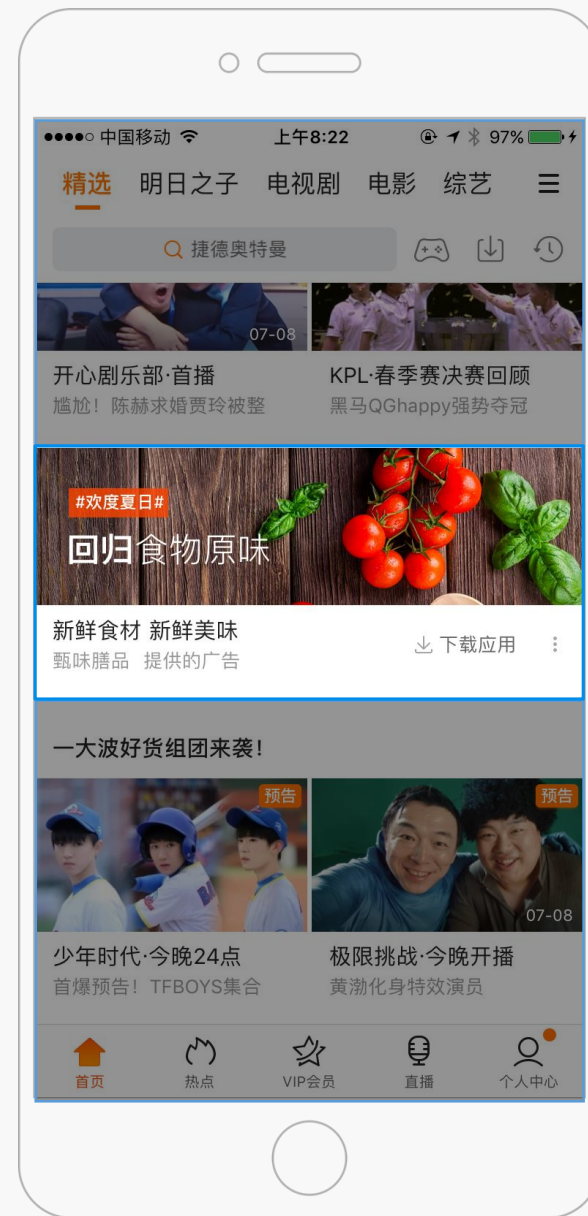 中国移动 上午8:22 97%
精选 明日之子 电视剧 电影 综艺
捷德奥特曼
07-08
开心剧乐部·首播 KPL·春季赛决赛回顾
尴尬！陈赫求婚贾玲被整 黑马QGhappy强势夺冠
#欢度夏日#
回归食物原味
新鲜食材 新鲜美味
下载应用
甄味膳品 提供的广告
一大波好货组团来袭！
预告 预告
07-08
少年时代·今晚24点 极限挑战·今晚开播
首爆预告！TFBOYS集合 黄渤化身特效演员
首页 热点 VIP会员 直播 个人中心